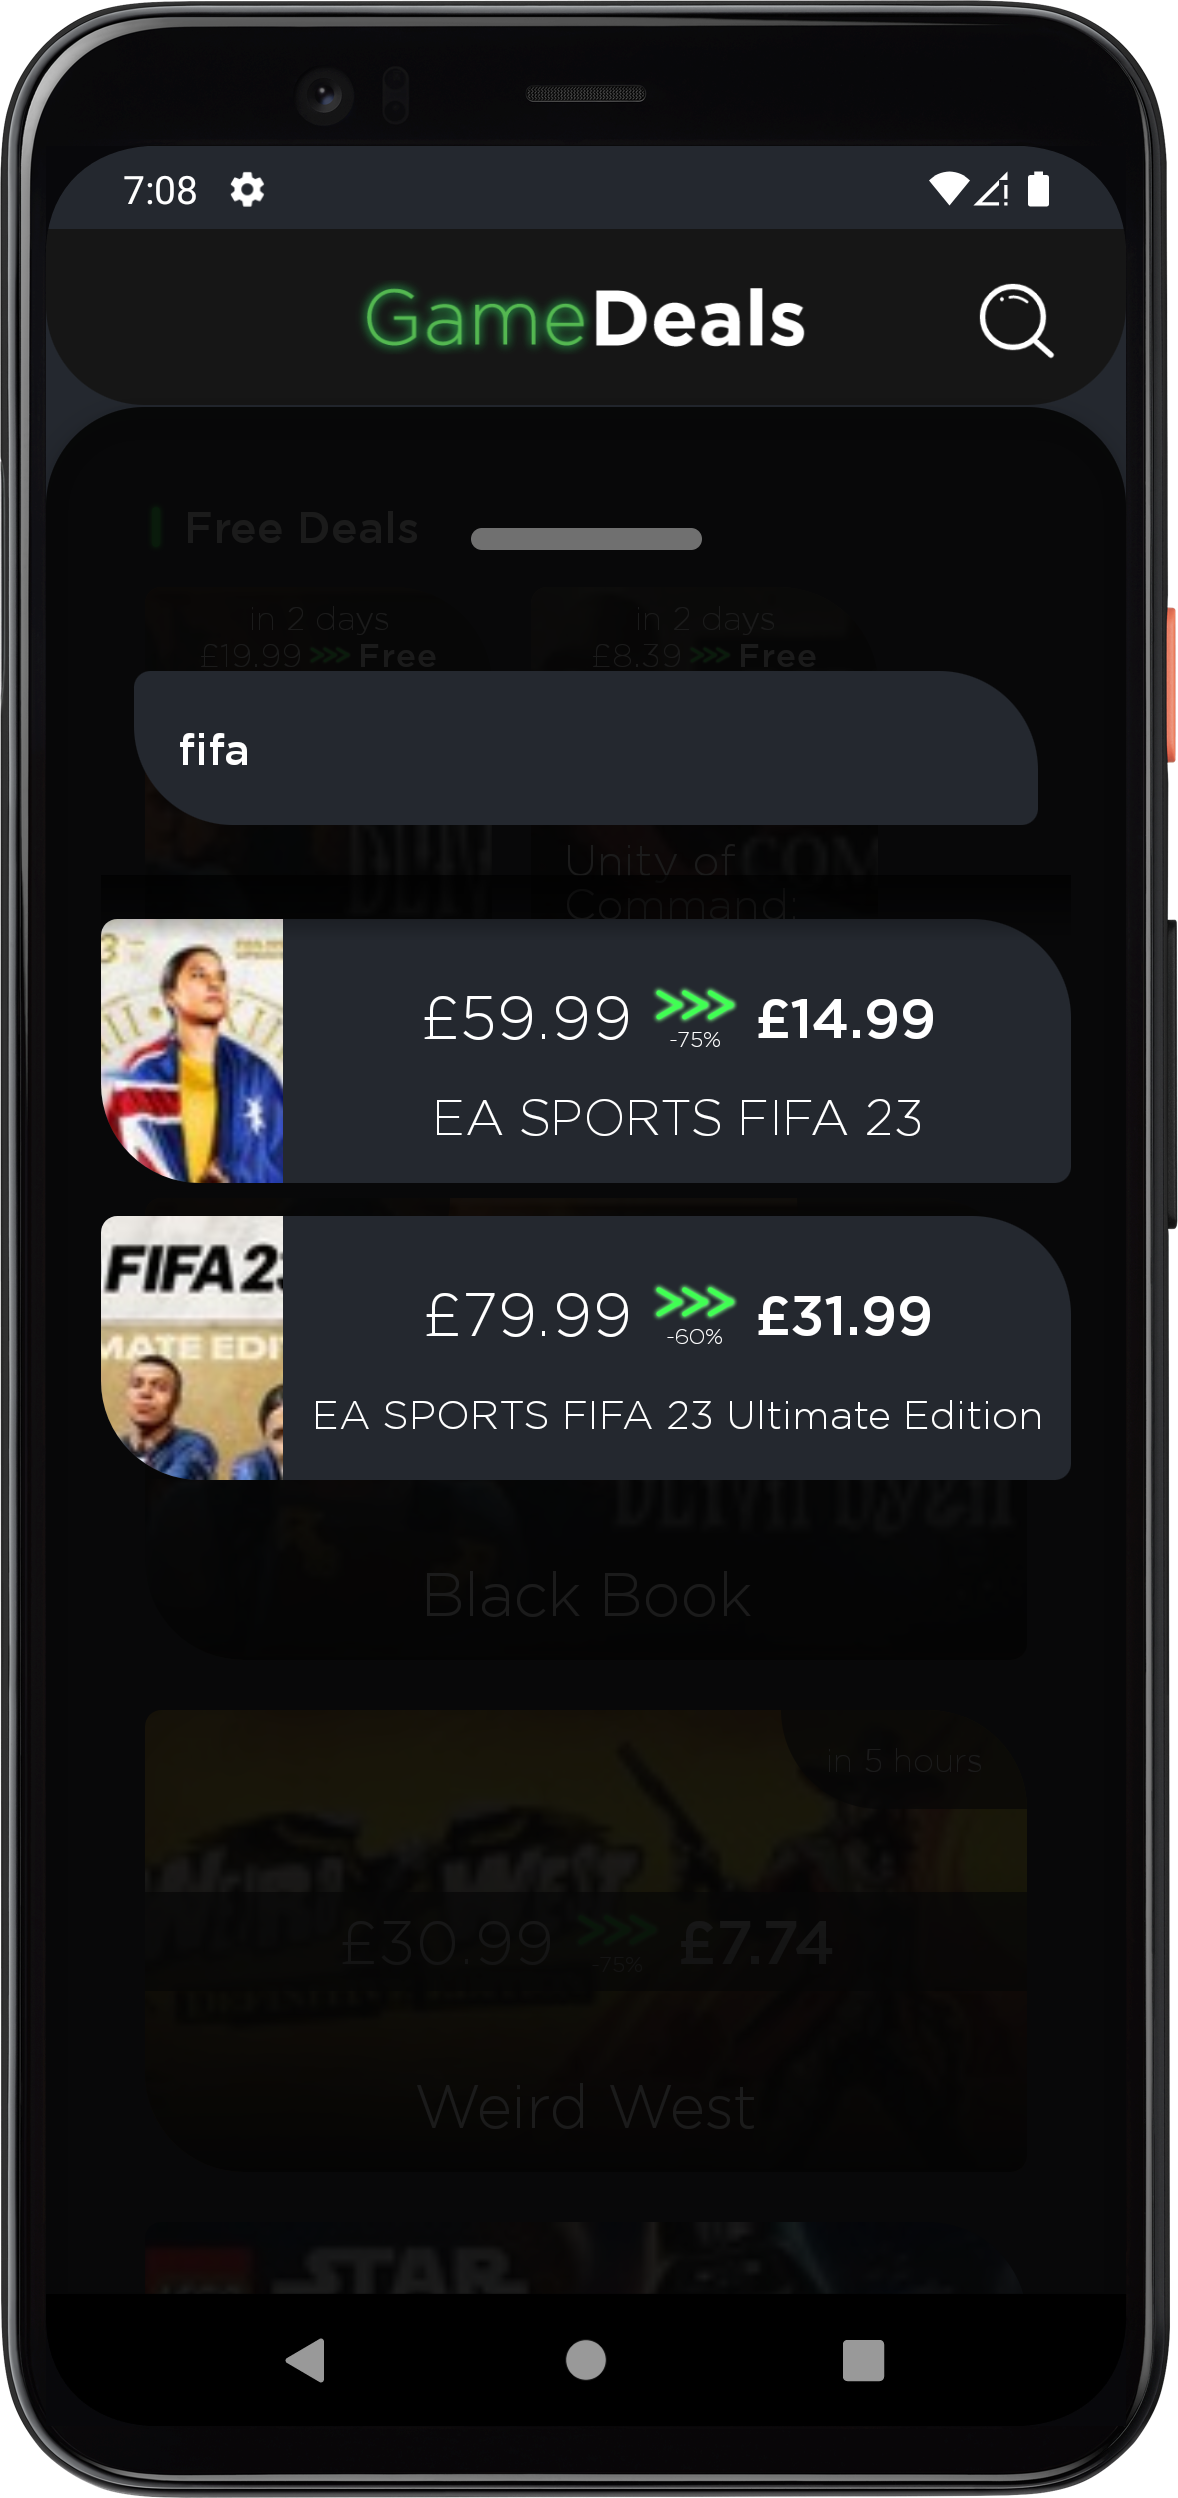 7:08
GameDeals
Free Deals
in 2 days
£19.99 >>> Free
in 2 days
£8.39 >>> Free
fifa
Unity of
Command:
£59.99 >>> £14.99
-75%
EA SPORTS FIFA 23
FIFA 23
MATE EDI
£79.99 >>> £31.99
-60%
EA SPORTS FIFA 23 Ultimate Edition
Black Book
in 5 hours
WEIRD WEST
£30.99 >>> £7.74
-75%
Weird West
STAR